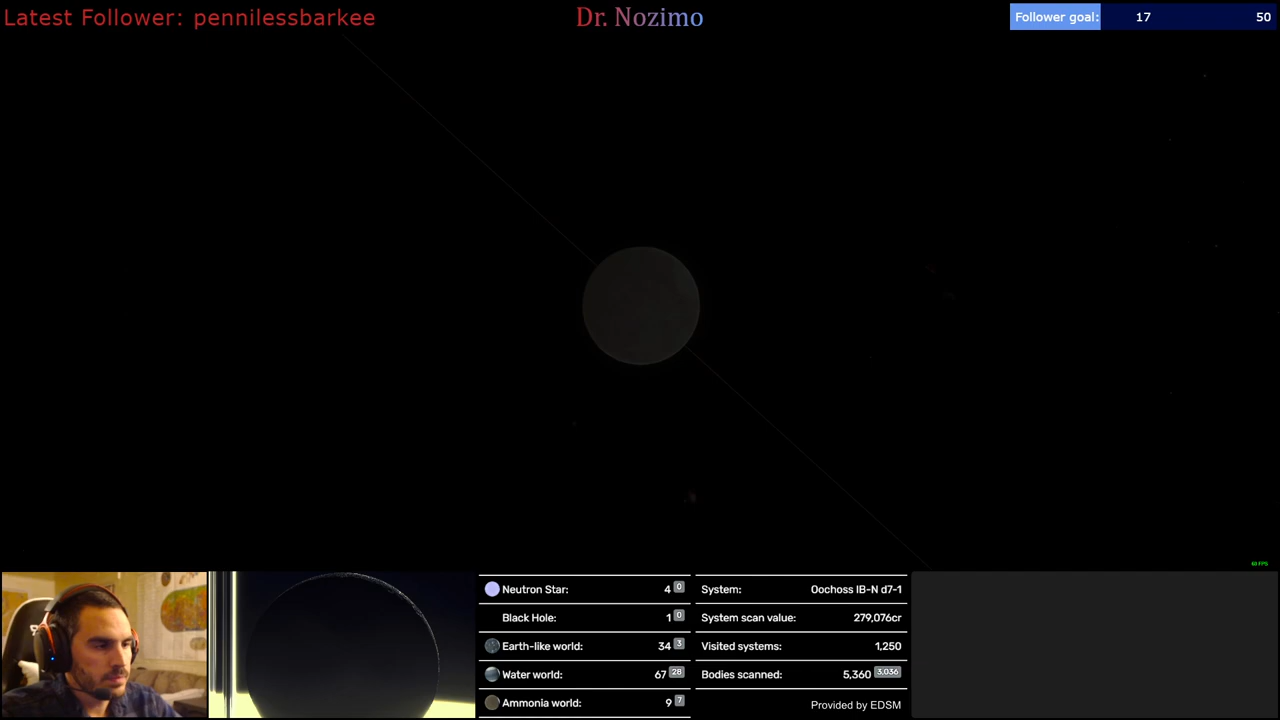 Latest Follower: pennilessbarkee
Dr. Nozimo
Follower goal: 17 50
60 FPS
Neutron Star: 4 0
Black Hole: 1 0
Earth-like world: 34 3
Water world: 67 28
Ammonia world: 9 7
System: Oochoss IB-N d7-1
System scan value: 279,076cr
Visited systems: 1,250
Bodies scanned: 5,360 3,036
Provided by EDSM